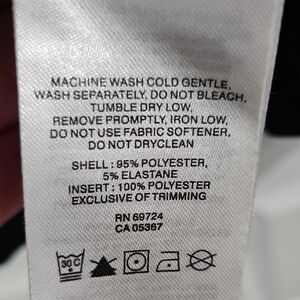 MACHINE WASH COLD GENTLE,
WASH SEPARATELY, DO NOT BLEACH,
TUMBLE DRY LOW,
REMOVE PROMPTLY, IRON LOW,
DO NOT USE FABRIC SOFTENER,
DO NOT DRYCLEAN
SHELL : 95% POLYESTER,
5% ELASTANE
INSERT : 100% POLYESTER
EXCLUSIVE OF TRIMMING
RN 69724
CA 05367
30 C